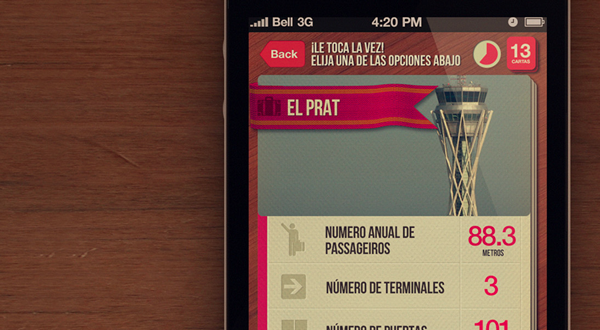 Bell 3G 4:20 PM
Back
¡LE TOCA LA VEZ!
ELIJA UNA DE LAS OPCIONES ABAJO
13
CARTAS
EL PRAT
NUMERO ANUAL DE
PASSAGEIROS
88.3
METROS
NÚMERO DE TERMINALES
3
NÚMERO DE PUERTAS
101